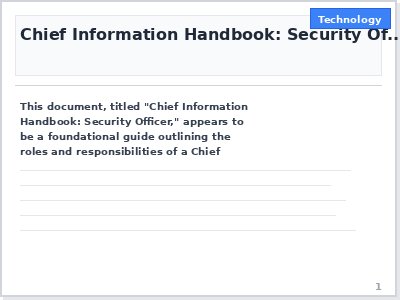 Technology
Chief Information Handbook: Security Of...
This document, titled "Chief Information
Handbook: Security Officer," appears to
be a foundational guide outlining the
roles and responsibilities of a Chief
1